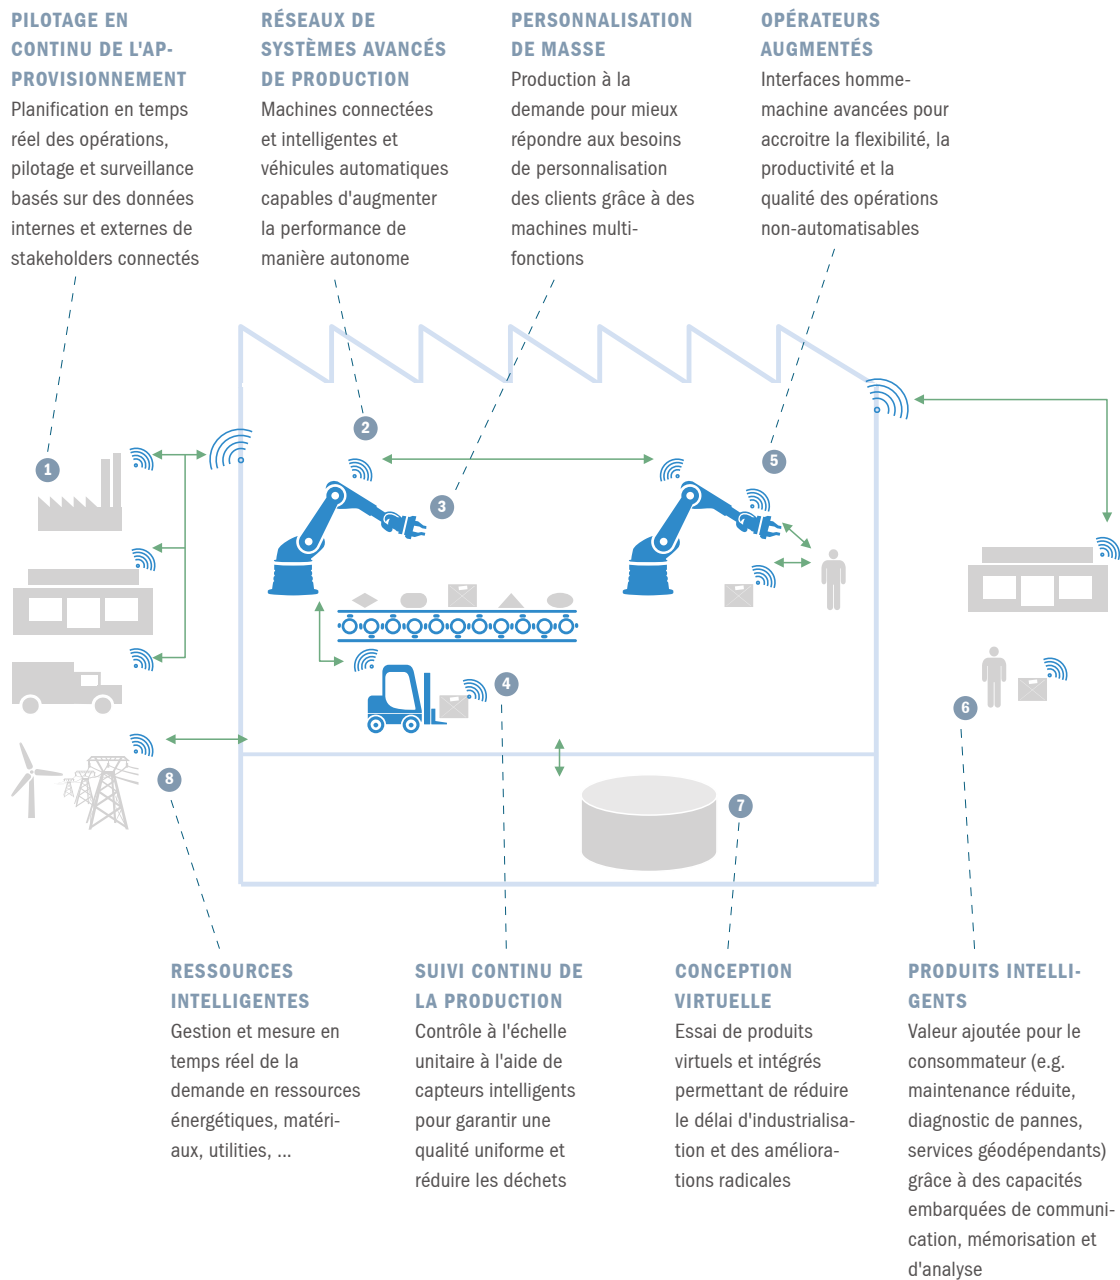 PILOTAGE EN
CONTINU DE L'AP-
PROVISIONNEMENT
Planification en temps
réel des opérations,
pilotage et surveillance
basés sur des données
internes et externes de
stakeholders connectés
RÉSEAUX DE
SYSTÈMES AVANCÉS
DE PRODUCTION
Machines connectées
et intelligentes et
véhicules automatiques
capables d'augmenter
la performance de
manière autonome
PERSONNALISATION
DE MASSE
Production à la
demande pour mieux
répondre aux besoins
de personnalisation
des clients grâce à des
machines multi-
fonctions
OPÉRATEURS
AUGMENTÉS
Interfaces homme-
machine avancées pour
accroitre la flexibilité, la
productivité et la
qualité des opérations
non-automatisables
1
2
3
5
4
6
8
7
RESSOURCES
INTELLIGENTES
Gestion et mesure en
temps réel de la
demande en ressources
énergétiques, matéri-
aux, utilities, ...
SUIVI CONTINU DE
LA PRODUCTION
Contrôle à l'échelle
unitaire à l'aide de
capteurs intelligents
pour garantir une
qualité uniforme et
réduire les déchets
CONCEPTION
VIRTUELLE
Essai de produits
virtuels et intégrés
permettant de réduire
le délai d'industrialisa-
tion et des améliora-
tions radicales
PRODUITS INTELLI-
GENTS
Valeur ajoutée pour le
consommateur (e.g.
maintenance réduite,
diagnostic de pannes,
services géodépendants)
grâce à des capacités
embarquées de communi-
cation, mémorisation et
d'analyse